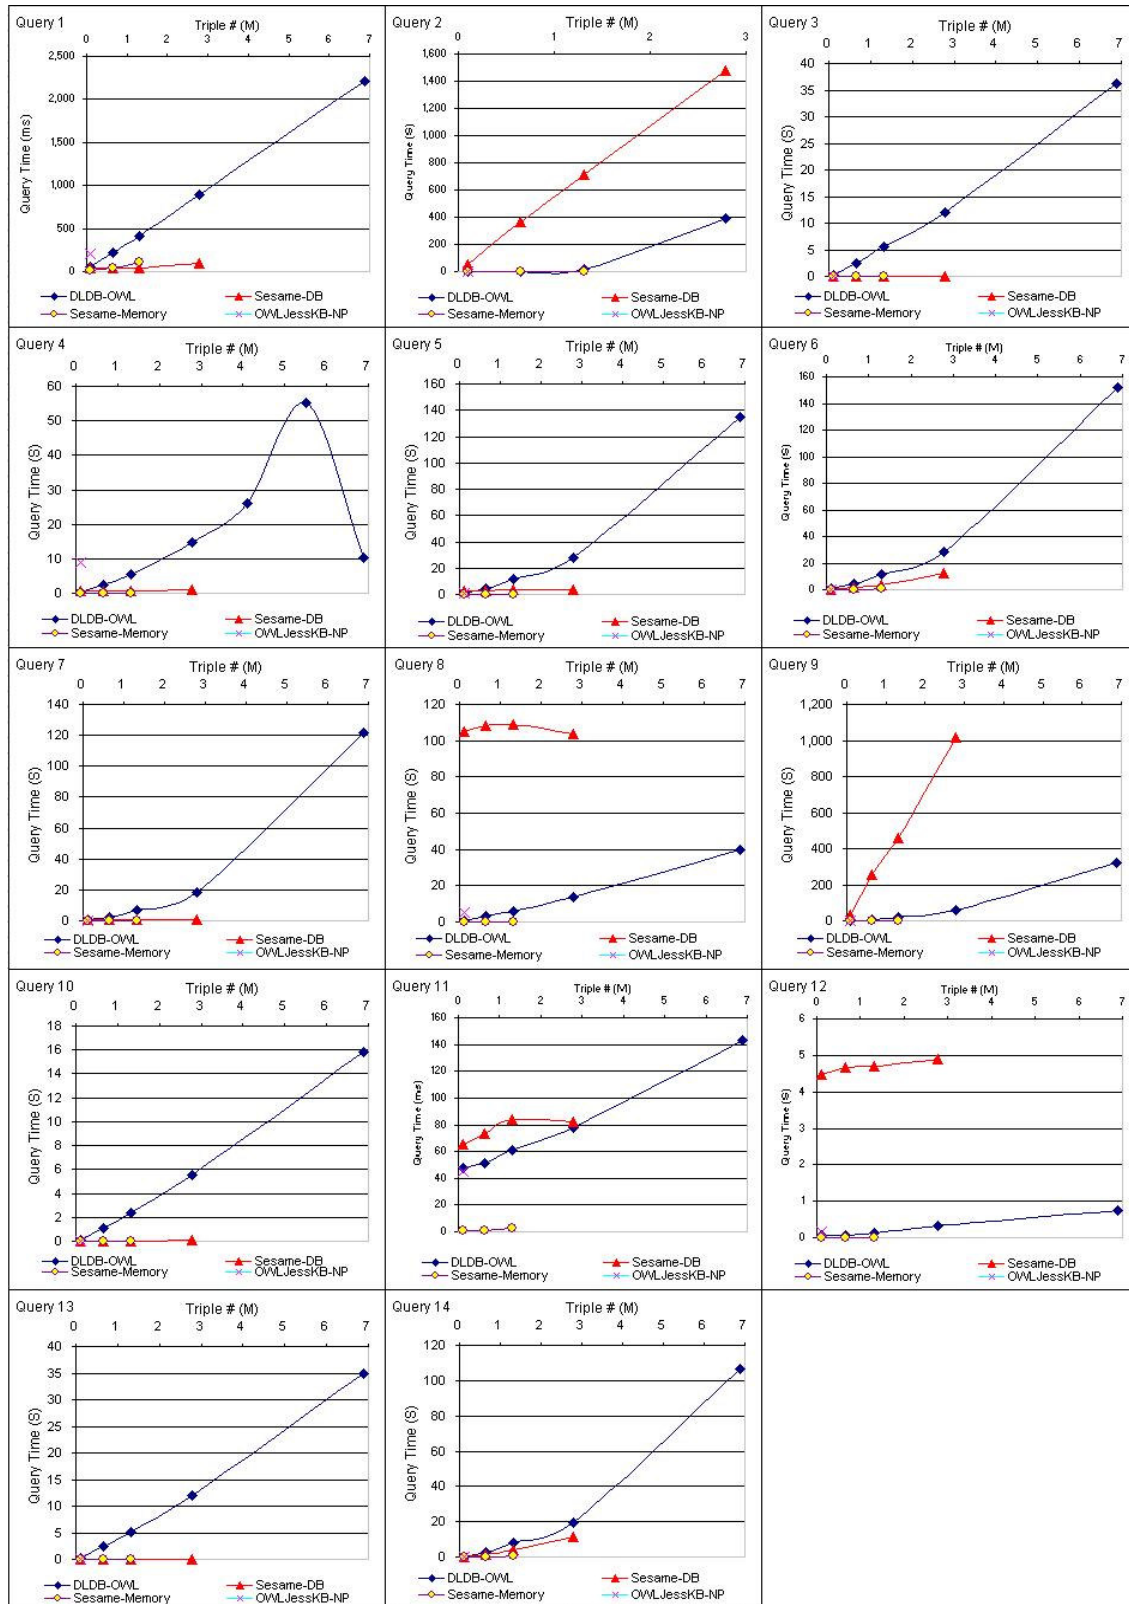 Query 1
Triple # (M)
0 1 2 3 4 5 6 7
2,500
2,000
1,500
1,000
500
0
Query Time (ms)
DLDB-OWL Sesame-DB
Sesame-Memory OWLJessKB-NP
Query 2
Triple # (M)
0 1 2 3
1,600
1,400
1,200
1,000
800
600
400
200
0
Query Time (S)
DLDB-OWL Sesame-DB
Sesame-Memory OWLJessKB-NP
Query 3
Triple # (M)
0 1 2 3 4 5 6 7
40
35
30
25
20
15
10
5
0
Query Time (S)
DLDB-OWL Sesame-DB
Sesame-Memory OWLJessKB-NP
Query 4
Triple # (M)
0 1 2 3 4 5 6 7
60
50
40
30
20
10
0
Query Time (S)
DLDB-OWL Sesame-DB
Sesame-Memory OWLJessKB-NP
Query 5
Triple # (M)
0 1 2 3 4 5 6 7
160
140
120
100
80
60
40
20
0
Query Time (S)
DLDB-OWL Sesame-DB
Sesame-Memory OWLJessKB-NP
Query 6
Triple # (M)
0 1 2 3 4 5 6 7
160
140
120
100
80
60
40
20
0
Query Time (S)
DLDB-OWL Sesame-DB
Sesame-Memory OWLJessKB-NP
Query 7
Triple # (M)
0 1 2 3 4 5 6 7
140
120
100
80
60
40
20
0
Query Time (S)
DLDB-OWL Sesame-DB
Sesame-Memory OWLJessKB-NP
Query 8
Triple # (M)
0 1 2 3 4 5 6 7
120
100
80
60
40
20
0
Query Time (S)
DLDB-OWL Sesame-DB
Sesame-Memory OWLJessKB-NP
Query 9
Triple # (M)
0 1 2 3 4 5 6 7
1,200
1,000
800
600
400
200
0
Query Time (S)
DLDB-OWL Sesame-DB
Sesame-Memory OWLJessKB-NP
Query 10
Triple # (M)
0 1 2 3 4 5 6 7
18
16
14
12
10
8
6
4
2
0
Query Time (S)
DLDB-OWL Sesame-DB
Sesame-Memory OWLJessKB-NP
Query 11
Triple # (M)
0 1 2 3 4 5 6 7
160
140
120
100
80
60
40
20
0
Query Time (ms)
DLDB-OWL Sesame-DB
Sesame-Memory OWLJessKB-NP
Query 12
Triple # (M)
0 1 2 3 4 5 6 7
6
5
4
3
2
1
0
Query Time (S)
DLDB-OWL Sesame-DB
Sesame-Memory OWLJessKB-NP
Query 13
Triple # (M)
0 1 2 3 4 5 6 7
40
35
30
25
20
15
10
5
0
Query Time (S)
DLDB-OWL Sesame-DB
Sesame-Memory OWLJessKB-NP
Query 14
Triple # (M)
0 1 2 3 4 5 6 7
120
100
80
60
40
20
0
Query Time (S)
DLDB-OWL Sesame-DB
Sesame-Memory OWLJessKB-NP